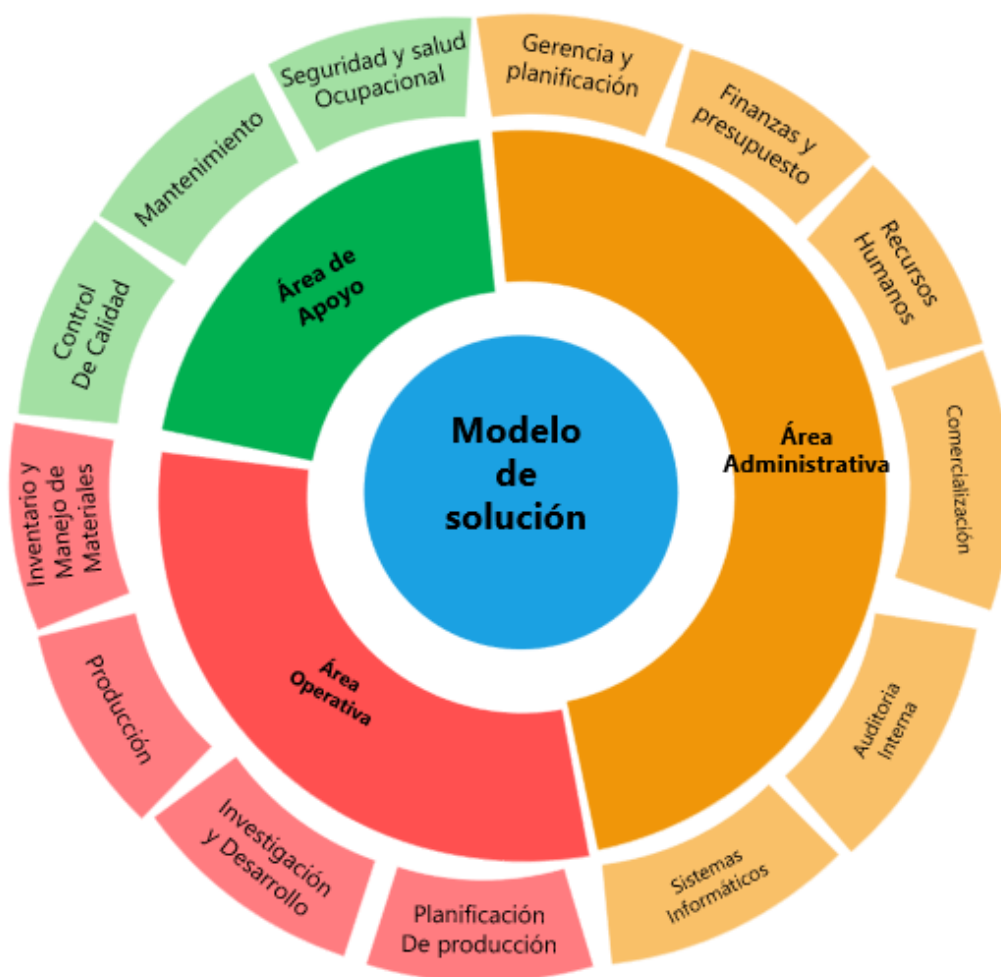 Modelo
de
solución
Área
Administrativa
Gerencia y
planificación
Finanzas y
presupuesto
Recursos
Humanos
Comercialización
Auditoria
Interna
Sistemas
Informáticos
Área
Operativa
Planificación
De producción
Investigación
y Desarrollo
Producción
Inventario y
Manejo de
Materiales
Área de
Apoyo
Control
De Calidad
Mantenimiento
Seguridad y salud
Ocupacional